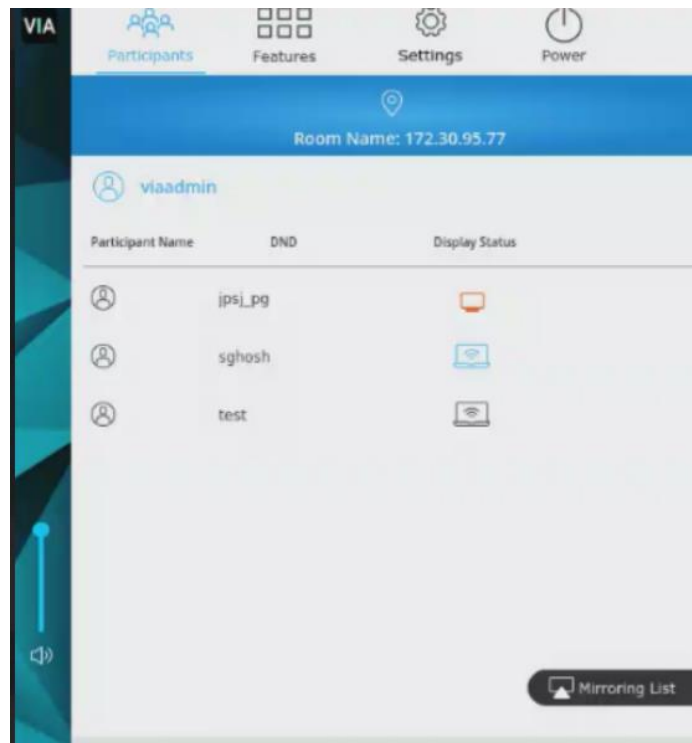 VIA
Participants Features Settings Power
Room Name: 172.30.95.77
viaadmin
Participant Name DND Display Status
jpsj_pg
sghosh
test
Mirroring List